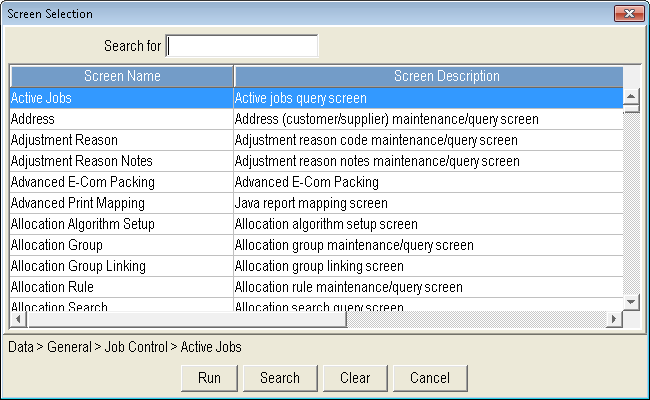 Screen Selection
Search for
Screen Name Screen Description
Active Jobs Active jobs query screen
Address Address (customer/supplier) maintenance/query screen
Adjustment Reason Adjustment reason code maintenance/query screen
Adjustment Reason Notes Adjustment reason notes maintenance/query screen
Advanced E-Com Packing Advanced E-Com Packing
Advanced Print Mapping Java report mapping screen
Allocation Algorithm Setup Allocation algorithm setup screen
Allocation Group Allocation group maintenance/query screen
Allocation Group Linking Allocation group linking screen
Allocation Rule Allocation rule maintenance/query screen
Allocation Search Allocation search query screen
Data > General > Job Control > Active Jobs
Run Search Clear Cancel